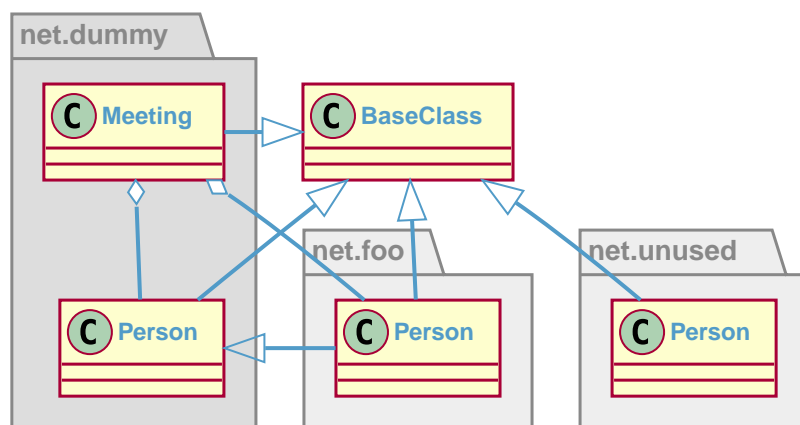 net.dummy
C Meeting
C BaseClass
net.foo
net.unused
C Person
C Person
C Person